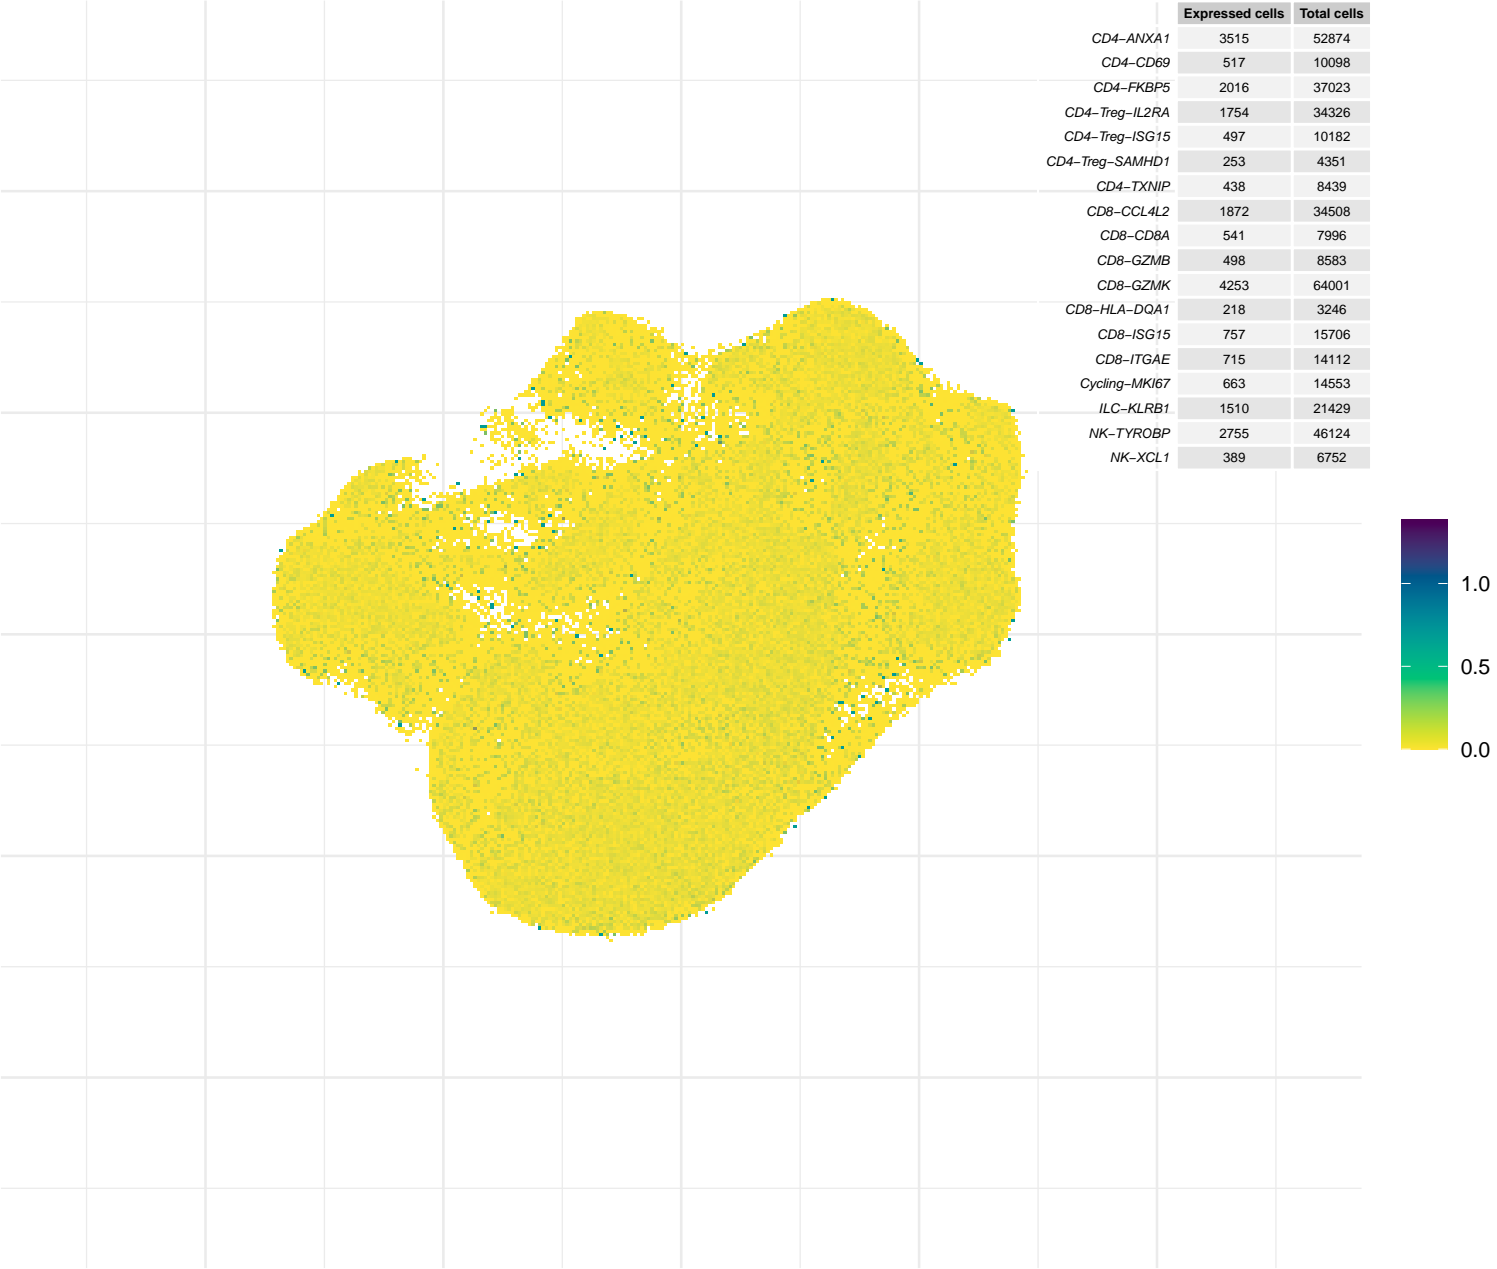 Expressed cells Total cells
CD4−ANXA1 3515 52874
CD4−CD69 517 10098
CD4−FKBP5 2016 37023
CD4−Treg−IL2RA 1754 34326
CD4−Treg−ISG15 497 10182
CD4−Treg−SAMHD1 253 4351
CD4−TXNIP 438 8439
CD8−CCL4L2 1872 34508
CD8−CD8A 541 7996
CD8−GZMB 498 8583
CD8−GZMK 4253 64001
CD8−HLA−DQA1 218 3246
CD8−ISG15 757 15706
CD8−ITGAE 715 14112
Cycling−MKI67 663 14553
ILC−KLRB1 1510 21429
NK−TYROBP 2755 46124
NK−XCL1 389 6752
1.0
0.5
0.0